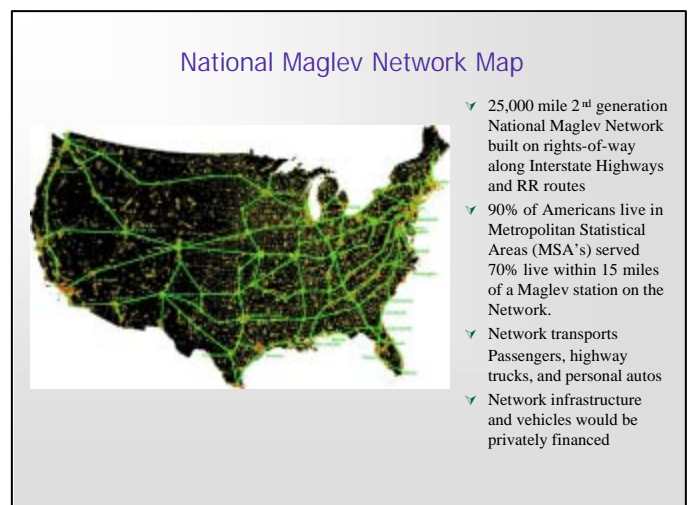 National Maglev Network Map
25,000 mile 2nd generation
National Maglev Network
built on rights-of-way
along Interstate Highways
and RR routes
90% of Americans live in
Metropolitan Statistical
Areas (MSA's) served
70% live within 15 miles
of a Maglev station on the
Network.
Network transports
Passengers, highway
trucks, and personal autos
Network infrastructure
and vehicles would be
privately financed